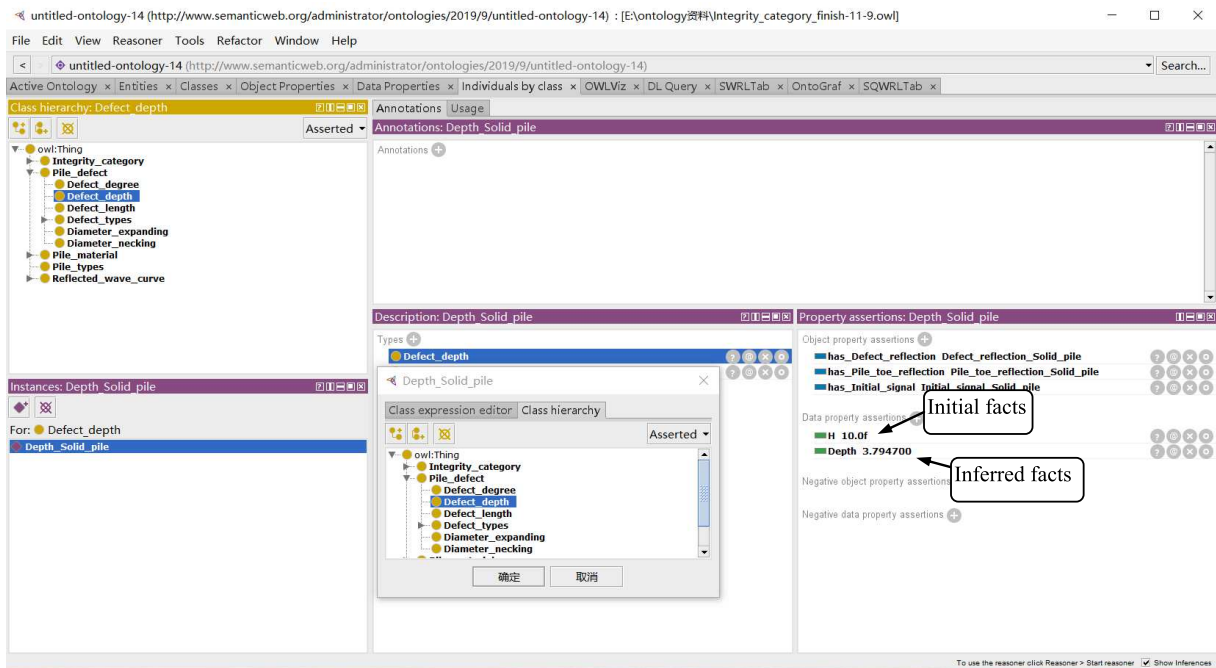 untitled-ontology-14 (http://www.semanticweb.org/administrator/ontologies/2019/9/untitled-ontology-14) : [E:\ontology资料\Integrity_category_finish-11-9.owl]
File Edit View Reasoner Tools Refactor Window Help
< > untitled-ontology-14 (http://www.semanticweb.org/administrator/ontologies/2019/9/untitled-ontology-14) Search...
Active Ontology × Entities × Classes × Object Properties × Data Properties × Individuals by class × OWLViz × DL Query × SWRLTab × OntoGraf × SQWRLTab ×
Class hierarchy: Defect_depth
Asserted
owl:Thing
Integrity_category
Pile_defect
Defect_degree
Defect_depth
Defect_length
Defect_types
Diameter_expanding
Diameter_necking
Pile_material
Pile_types
Reflected_wave_curve
Instances: Depth_Solid_pile
For: Defect_depth
Depth_Solid_pile
Annotations Usage
Annotations: Depth_Solid_pile
Annotations
Description: Depth_Solid_pile
Types
Defect_depth
Depth_Solid_pile
Class expression editor Class hierarchy
Asserted
owl:Thing
Integrity_category
Pile_defect
Defect_degree
Defect_depth
Defect_length
Defect_types
Diameter_expanding
Diameter_necking
确定 取消
Property assertions: Depth_Solid_pile
Object property assertions
has_Defect_reflection Defect_reflection_Solid_pile
has_Pile_toe_reflection Pile_toe_reflection_Solid_pile
has_Initial_signal Initial_signal_Solid_pile
Initial facts
Data property assertions
H 10.0f
Depth 3.794700
Inferred facts
Negative object property assertions
Negative data property assertions
To use the reasoner click Reasoner > Start reasoner Show Inferences